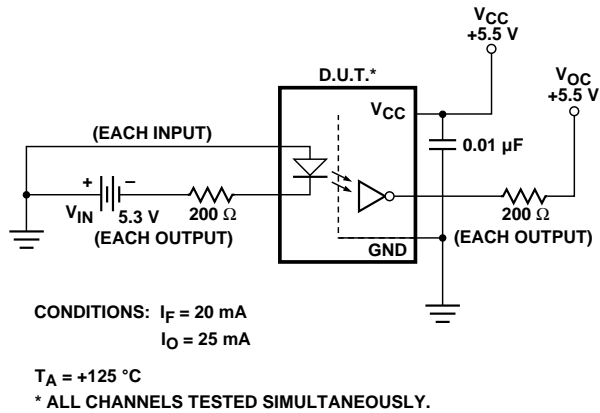 VCC
+5.5 V
D.U.T.*
VOC
+5.5 V
VCC
(EACH INPUT)
0.01 µF
+ –
VIN
5.3 V
200 Ω
200 Ω
(EACH OUTPUT)
GND
(EACH OUTPUT)
CONDITIONS: IF = 20 mA
IO = 25 mA
TA = +125 °C
* ALL CHANNELS TESTED SIMULTANEOUSLY.